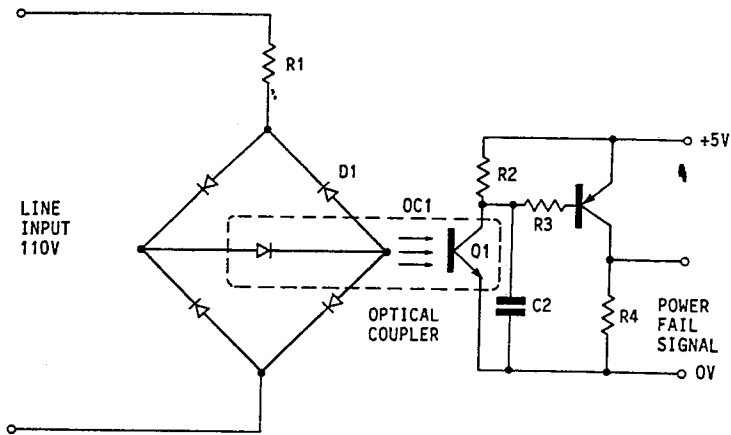 R1
D1
+5V
R2
OC1
R3
LINE
INPUT
110V
Q1
C2
OPTICAL
COUPLER
R4
POWER
FAIL
SIGNAL
0V